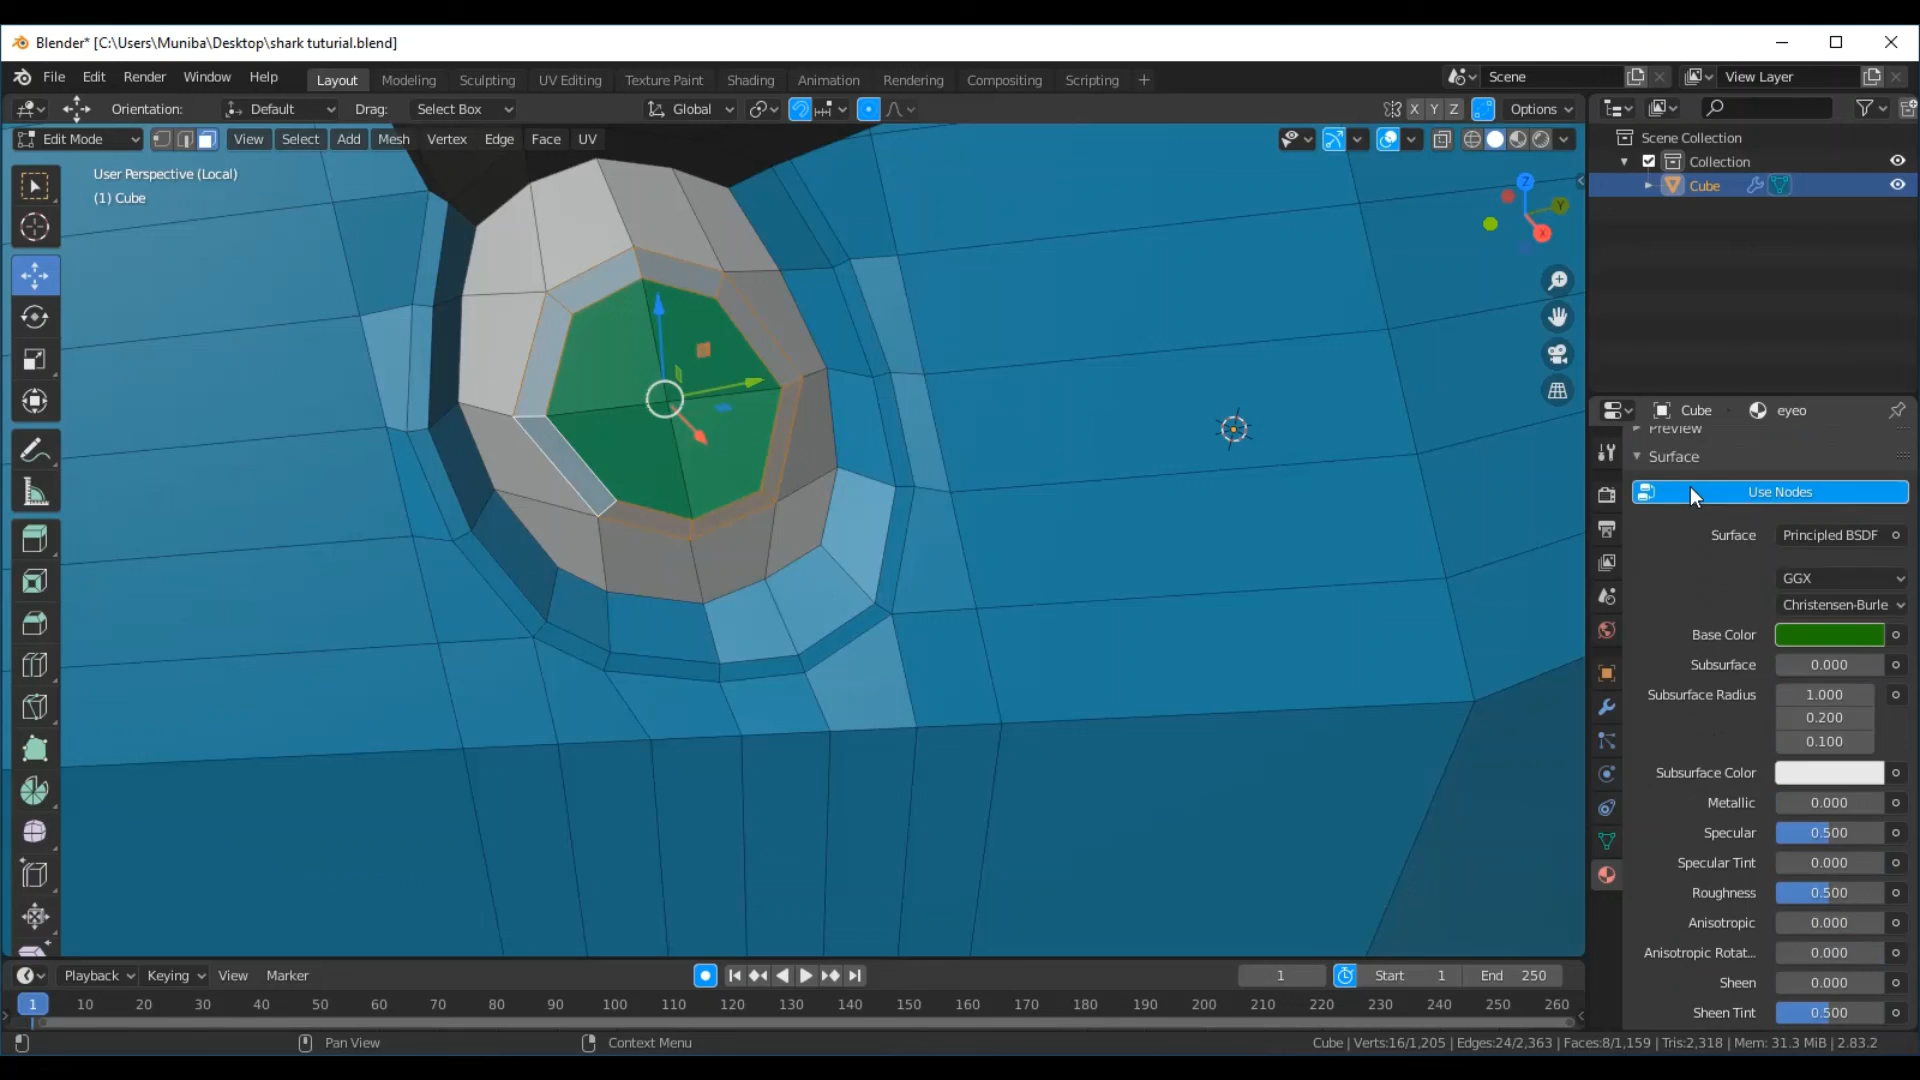 Blender* [C:\Users\Muniba\Desktop\shark tuturial.blend]
File Edit Render Window Help Layout Modeling Sculpting UV Editing Texture Paint Shading Animation Rendering Compositing Scripting + Scene View Layer
Orientation: Default Drag: Select Box Global X Y Z Options
Edit Mode View Select Add Mesh Vertex Edge Face UV
Scene Collection
Collection
Cube
User Perspective (Local)
(1) Cube
Z
Y
X
Cube eyeo
Preview
Surface
Use Nodes
Surface Principled BSDF
GGX
Christensen-Burle
Base Color
Subsurface 0.000
Subsurface Radius 1.000
0.200
0.100
Subsurface Color
Metallic 0.000
Specular 0.500
Specular Tint 0.000
Roughness 0.500
Anisotropic 0.000
Anisotropic Rotat... 0.000
Sheen 0.000
Sheen Tint 0.500
Playback Keying View Marker 1 Start 1 End 250
1 10 20 30 40 50 60 70 80 90 100 110 120 130 140 150 160 170 180 190 200 210 220 230 240 250 260
Pan View Context Menu Cube | Verts:16/1,205 | Edges:24/2,363 | Faces:8/1,159 | Tris:2,318 | Mem: 31.3 MiB | 2.83.2